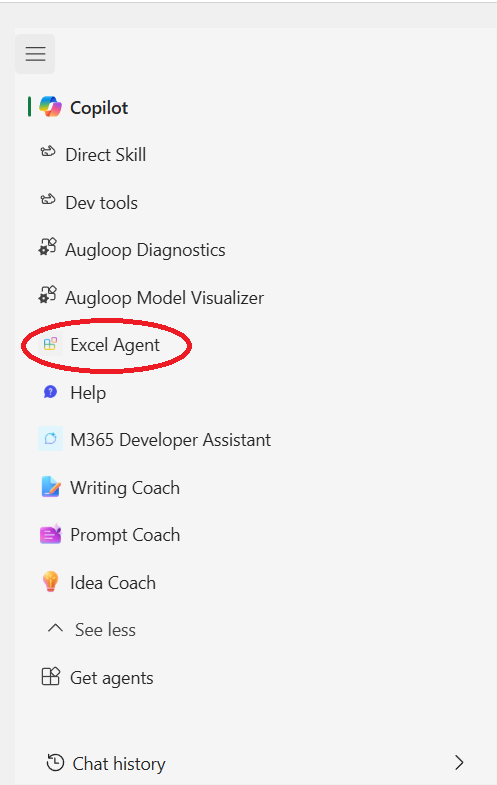 Copilot
Direct Skill
Dev tools
Augloop Diagnostics
Augloop Model Visualizer
Excel Agent
Help
M365 Developer Assistant
Writing Coach
Prompt Coach
Idea Coach
See less
Get agents
Chat history